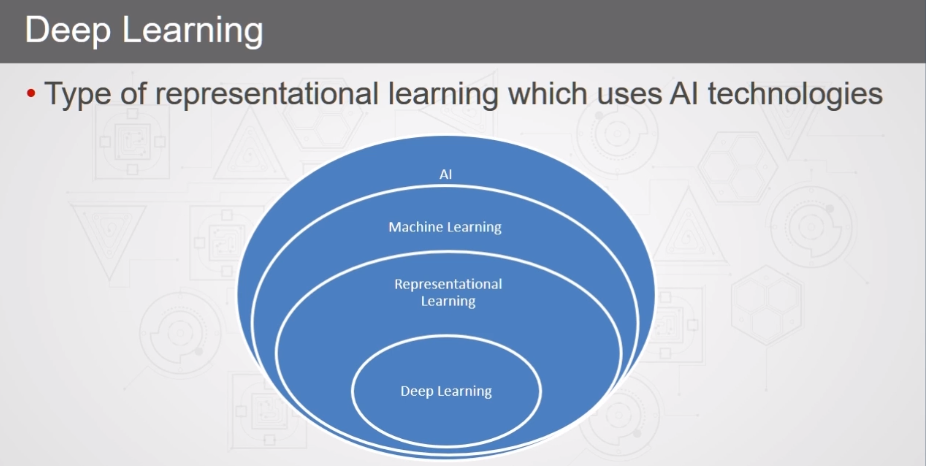 Deep Learning
• Type of representational learning which uses AI technologies
AI
Machine Learning
Representational
Learning
Deep Learning